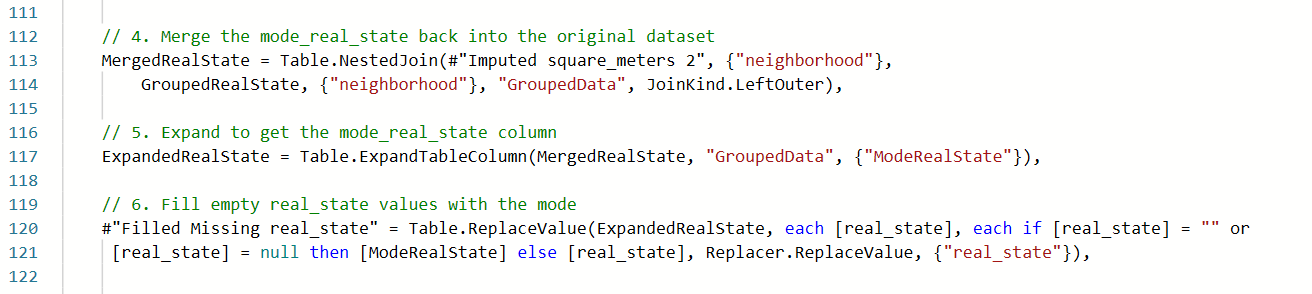 111
112 // 4. Merge the mode_real_state back into the original dataset
113 MergedRealState = Table.NestedJoin(#"Imputed square_meters 2", {"neighborhood"},
114 GroupedRealState, {"neighborhood"}, "GroupedData", JoinKind.LeftOuter),
115
116 // 5. Expand to get the mode_real_state column
117 ExpandedRealState = Table.ExpandTableColumn(MergedRealState, "GroupedData", {"ModeRealState"}),
118
119 // 6. Fill empty real_state values with the mode
120 #"Filled Missing real_state" = Table.ReplaceValue(ExpandedRealState, each [real_state], each if [real_state] = "" or
121 [real_state] = null then [ModeRealState] else [real_state], Replacer.ReplaceValue, {"real_state"}),
122